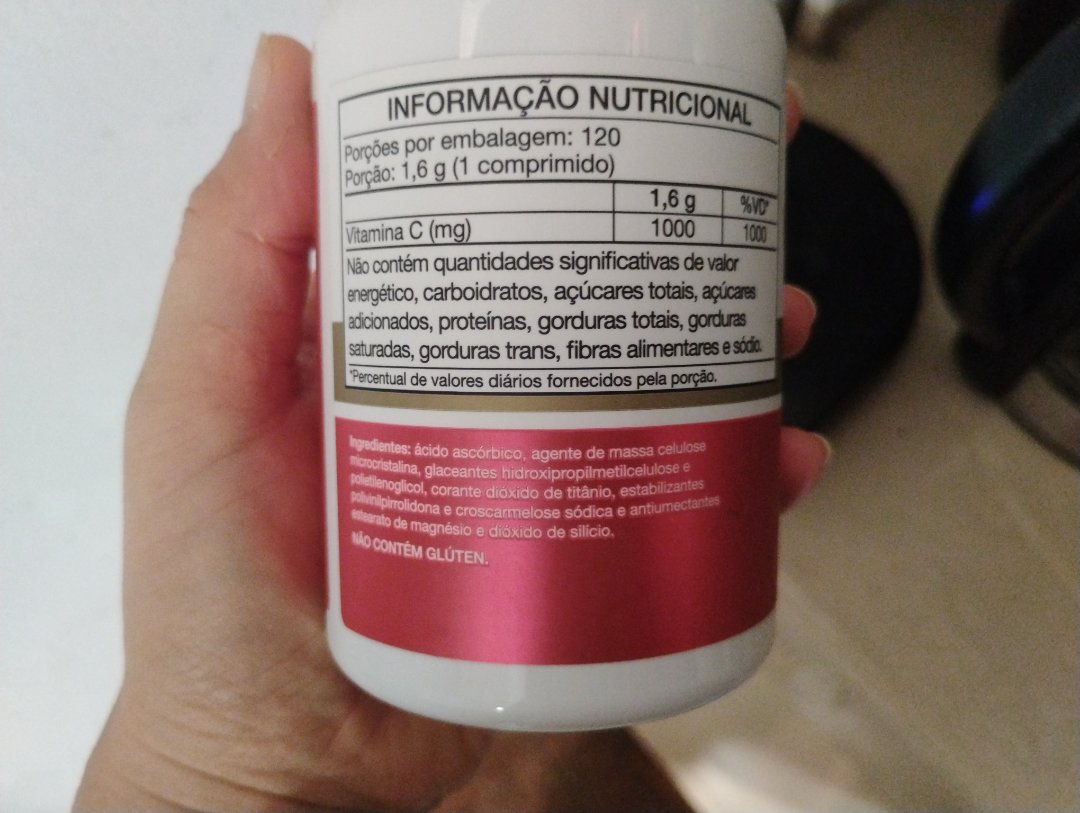 INFORMAÇÃO NUTRICIONAL
Porções por embalagem: 120
Porção: 1,6 g (1 comprimido)
1,6 g %VD*
Vitamina C (mg) 1000 1000
Não contém quantidades significativas de valor
energético, carboidratos, açúcares totais, açúcares
adicionados, proteínas, gorduras totais, gorduras
saturadas, gorduras trans, fibras alimentares e sódio.
*Percentual de valores diários fornecidos pela porção.
Ingredientes: ácido ascórbico, agente de massa celulose
microcristalina, glaceantes hidroxipropilmetilcelulose e
polietilenoglicol, corante dióxido de titânio, estabilizantes
polivinilpirrolidona e croscarmelose sódica e antiumectantes
estearato de magnésio e dióxido de silício.
NÃO CONTÉM GLÚTEN.